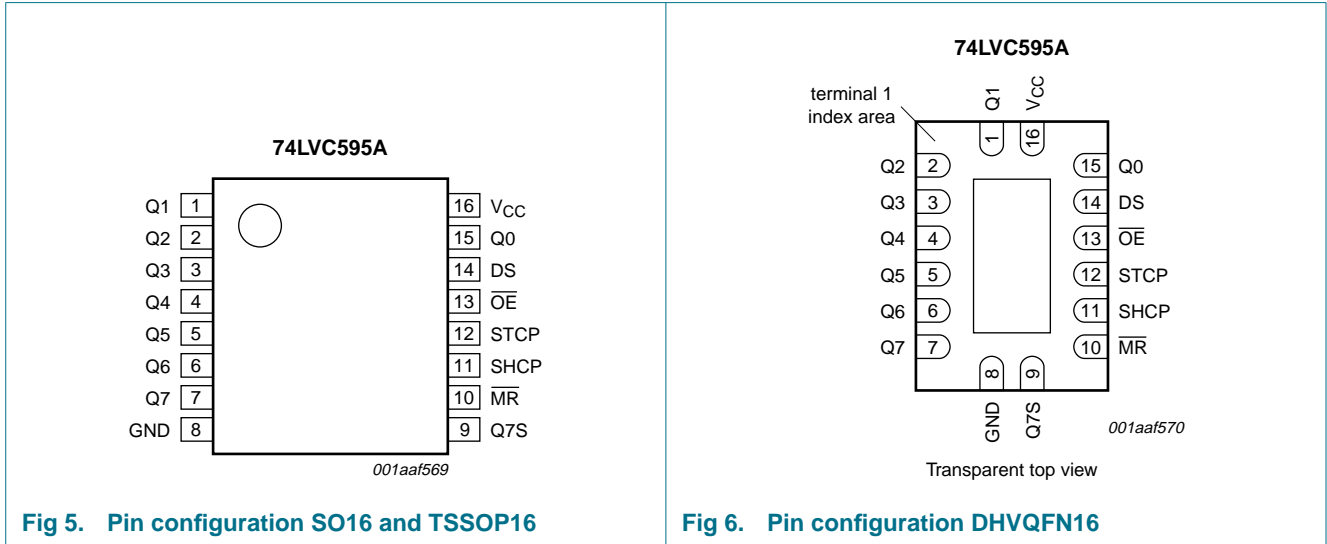 74LVC595A
Q1 1 16 VCC
Q2 2 15 Q0
Q3 3 14 DS
Q4 4 13 O̅E̅
Q5 5 12 STCP
Q6 6 11 SHCP
Q7 7 10 M̅R̅
GND 8 9 Q7S
001aaf569
Fig 5. Pin configuration SO16 and TSSOP16
74LVC595A
terminal 1
index area
Q1 VCC
1 16
Q2 2 15 Q0
Q3 3 14 DS
Q4 4 13 O̅E̅
Q5 5 12 STCP
Q6 6 11 SHCP
Q7 7 10 M̅R̅
8 9
GND Q7S
001aaf570
Transparent top view
Fig 6. Pin configuration DHVQFN16